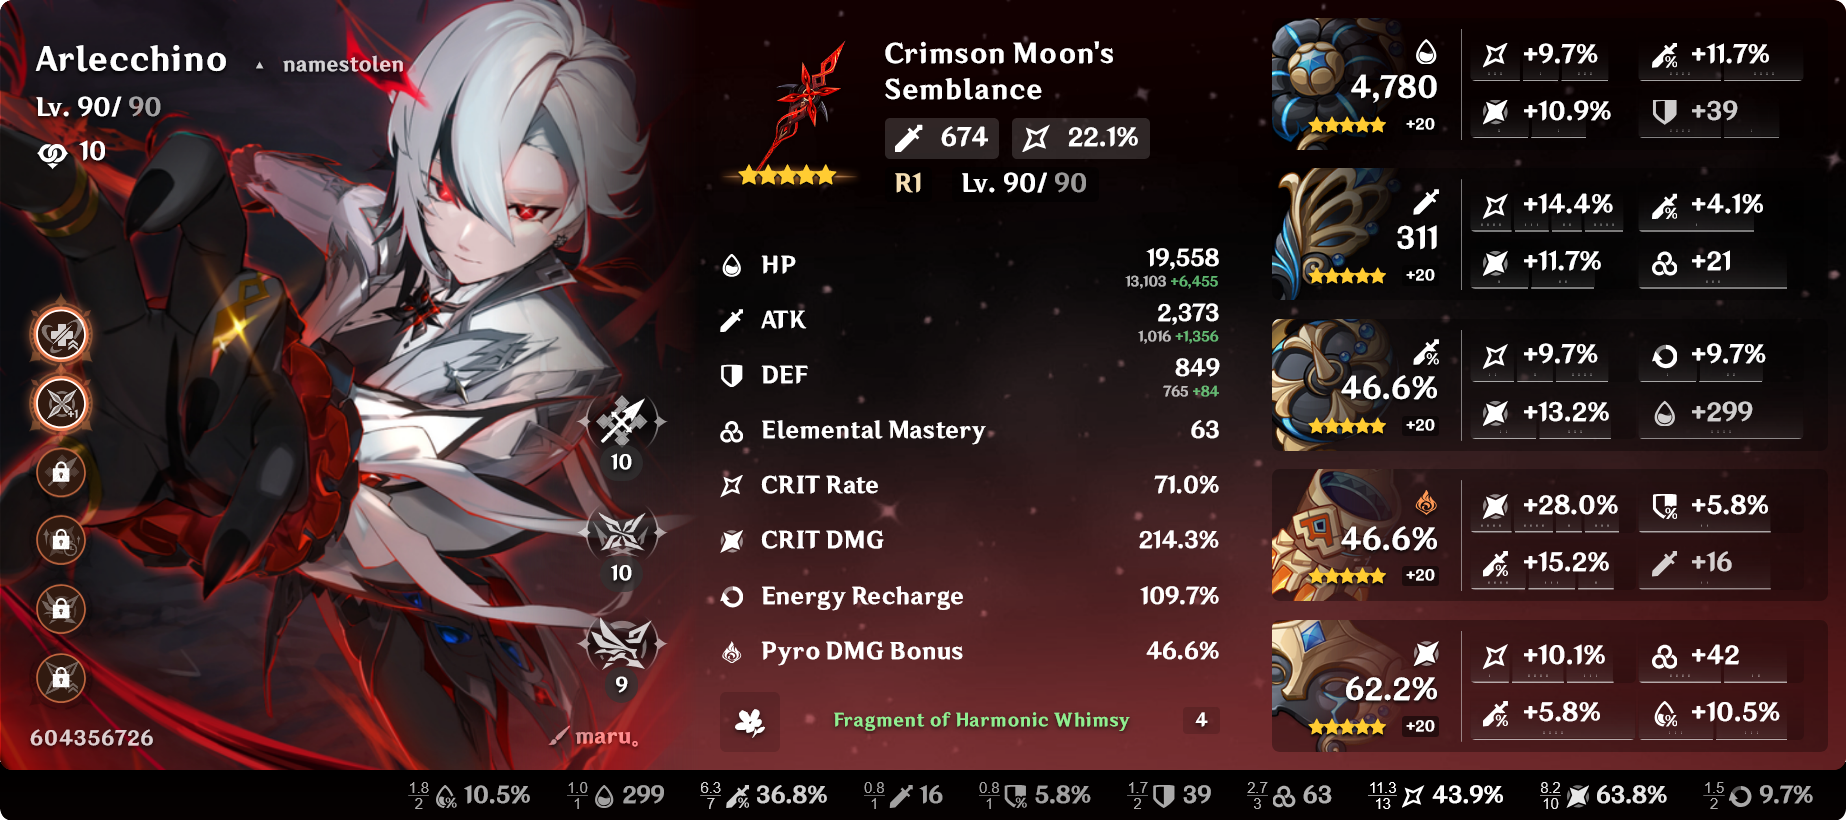 Arlecchino
namestolen
Lv. 90/ 90
10
10
10
9
604356726
maru。
Crimson Moon's
Semblance
674
22.1%
R1 Lv. 90/ 90
HP 19,558
13,103 +6,455
ATK 2,373
1,016 +1,356
DEF 849
765 +84
Elemental Mastery 63
CRIT Rate 71.0%
CRIT DMG 214.3%
Energy Recharge 109.7%
Pyro DMG Bonus 46.6%
Fragment of Harmonic Whimsy 4
4,780
+20
+9.7% +11.7%
+10.9% +39
311
+20
+14.4% +4.1%
+11.7% +21
46.6%
+20
+9.7% +9.7%
+13.2% +299
46.6%
+20
+28.0% +5.8%
+15.2% +16
62.2%
+20
+10.1% +42
+5.8% +10.5%
1.8 2 10.5%
1.0 1 299
6.3 7 36.8%
0.8 1 16
0.8 1 5.8%
1.7 2 39
2.7 3 63
11.3 13 43.9%
8.2 10 63.8%
1.5 2 9.7%